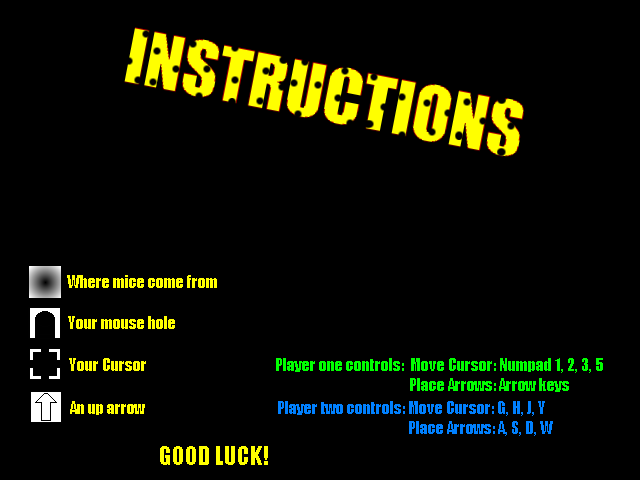 INSTRUCTIONS
Where mice come from
Your mouse hole
Your Cursor
Player one controls: Move Cursor: Numpad 1, 2, 3, 5
Place Arrows: Arrow keys
An up arrow
Player two controls: Move Cursor: G, H, J, Y
Place Arrows: A, S, D, W
GOOD LUCK!